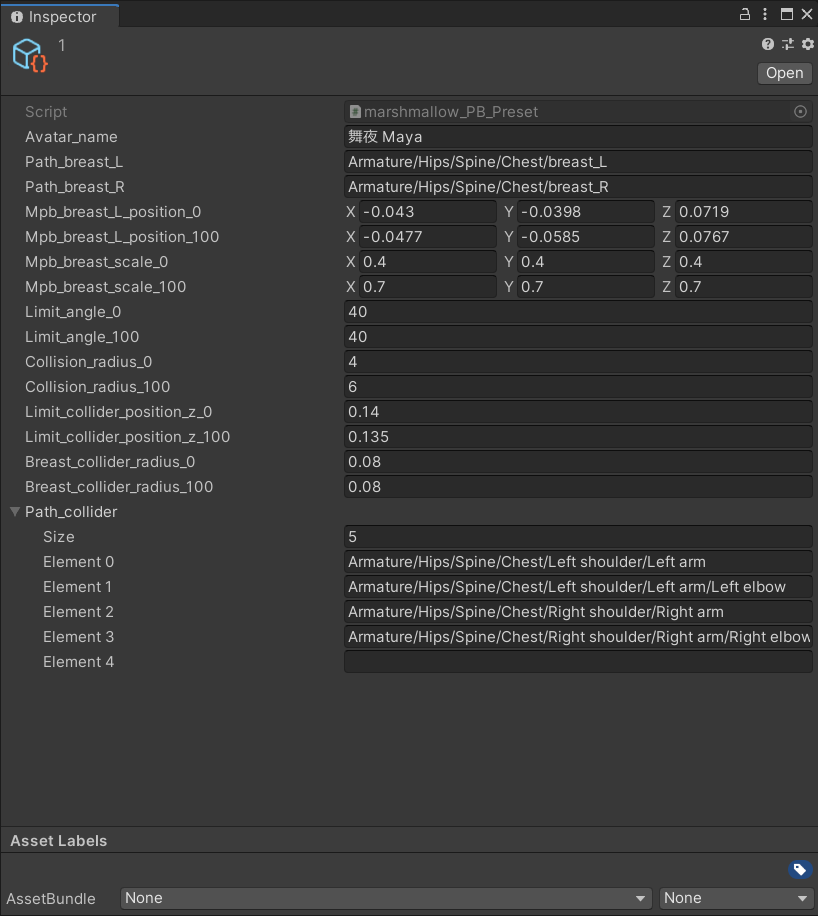 Inspector
1
Open
Script marshmallow_PB_Preset
Avatar_name 舞夜 Maya
Path_breast_L Armature/Hips/Spine/Chest/breast_L
Path_breast_R Armature/Hips/Spine/Chest/breast_R
Mpb_breast_L_position_0 X -0.043 Y -0.0398 Z 0.0719
Mpb_breast_L_position_100 X -0.0477 Y -0.0585 Z 0.0767
Mpb_breast_scale_0 X 0.4 Y 0.4 Z 0.4
Mpb_breast_scale_100 X 0.7 Y 0.7 Z 0.7
Limit_angle_0 40
Limit_angle_100 40
Collision_radius_0 4
Collision_radius_100 6
Limit_collider_position_z_0 0.14
Limit_collider_position_z_100 0.135
Breast_collider_radius_0 0.08
Breast_collider_radius_100 0.08
Path_collider
Size 5
Element 0 Armature/Hips/Spine/Chest/Left shoulder/Left arm
Element 1 Armature/Hips/Spine/Chest/Left shoulder/Left arm/Left elbow
Element 2 Armature/Hips/Spine/Chest/Right shoulder/Right arm
Element 3 Armature/Hips/Spine/Chest/Right shoulder/Right arm/Right elbow
Element 4
Asset Labels
AssetBundle None None